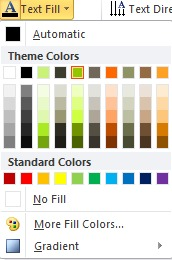 A Text Fill A Text Dire
Automatic
Theme Colors
Standard Colors
No Fill
More Fill Colors...
Gradient